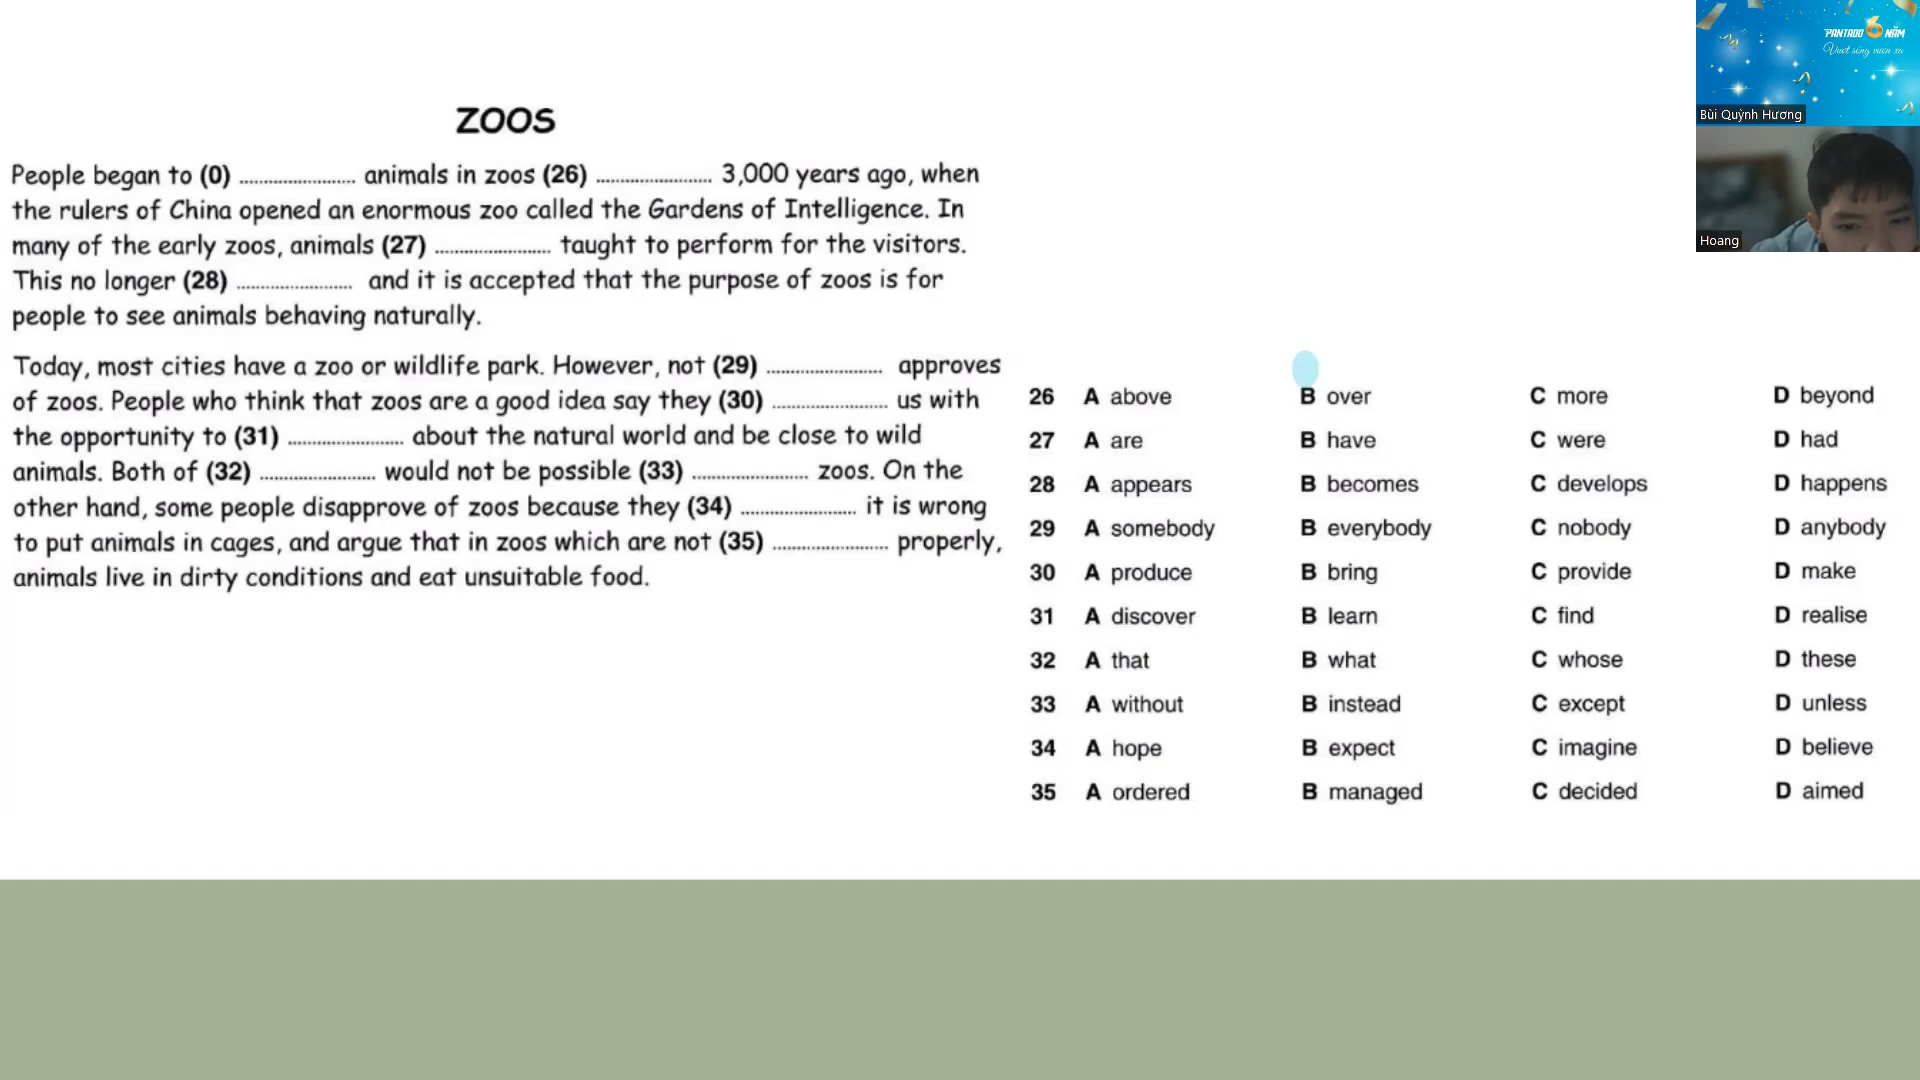 PANTADO 6 NĂM
Vượt sóng vươn xa
Bùi Quỳnh Hương
Hoang
ZOOS
People began to (0) ........................ animals in zoos (26) ........................ 3,000 years ago, when
the rulers of China opened an enormous zoo called the Gardens of Intelligence. In
many of the early zoos, animals (27) ........................ taught to perform for the visitors.
This no longer (28) ........................ and it is accepted that the purpose of zoos is for
people to see animals behaving naturally.
Today, most cities have a zoo or wildlife park. However, not (29) ........................ approves
of zoos. People who think that zoos are a good idea say they (30) ........................ us with
the opportunity to (31) ........................ about the natural world and be close to wild
animals. Both of (32) ........................ would not be possible (33) ........................ zoos. On the
other hand, some people disapprove of zoos because they (34) ........................ it is wrong
to put animals in cages, and argue that in zoos which are not (35) ........................ properly,
animals live in dirty conditions and eat unsuitable food.
26 A above B over C more D beyond
27 A are B have C were D had
28 A appears B becomes C develops D happens
29 A somebody B everybody C nobody D anybody
30 A produce B bring C provide D make
31 A discover B learn C find D realise
32 A that B what C whose D these
33 A without B instead C except D unless
34 A hope B expect C imagine D believe
35 A ordered B managed C decided D aimed